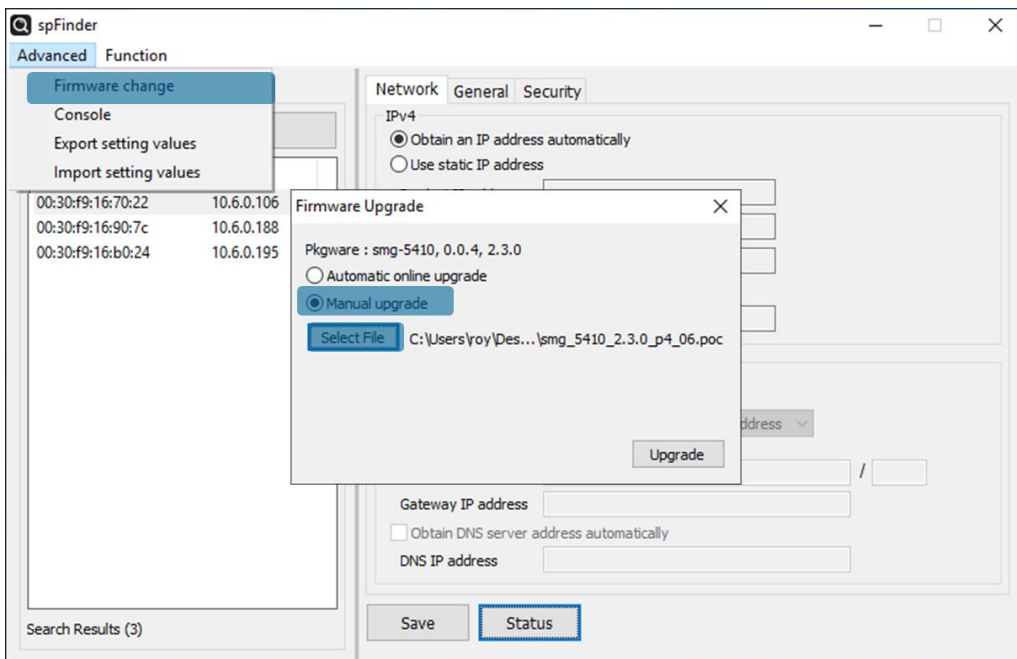 spFinder
Advanced Function
Firmware change
Console
Export setting values
Import setting values
00:30:f9:16:70:22 10.6.0.106
00:30:f9:16:90:7c 10.6.0.188
00:30:f9:16:b0:24 10.6.0.195
Search Results (3)
Network General Security
IPv4
Obtain an IP address automatically
Use static IP address
Firmware Upgrade
Pkgware : smg-5410, 0.0.4, 2.3.0
Automatic online upgrade
Manual upgrade
Select File C:\Users\roy\Des...\smg_5410_2.3.0_p4_06.poc
Upgrade
/
Gateway IP address
Obtain DNS server address automatically
DNS IP address
Save Status